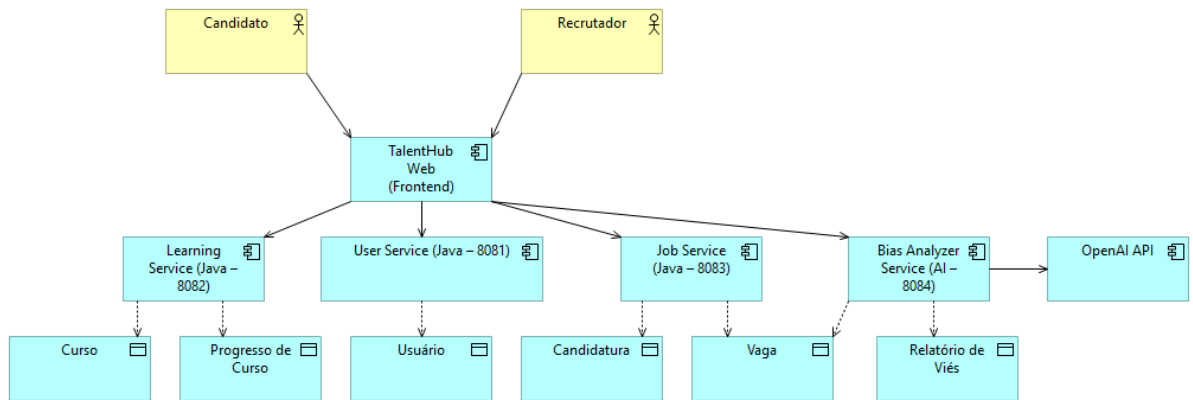 Candidato
Recrutador
TalentHub
Web
(Frontend)
Learning
Service (Java –
8082)
User Service (Java – 8081)
Job Service
(Java – 8083)
Bias Analyzer
Service (AI –
8084)
OpenAI API
Curso
Progresso de
Curso
Usuário
Candidatura
Vaga
Relatório de
Viés